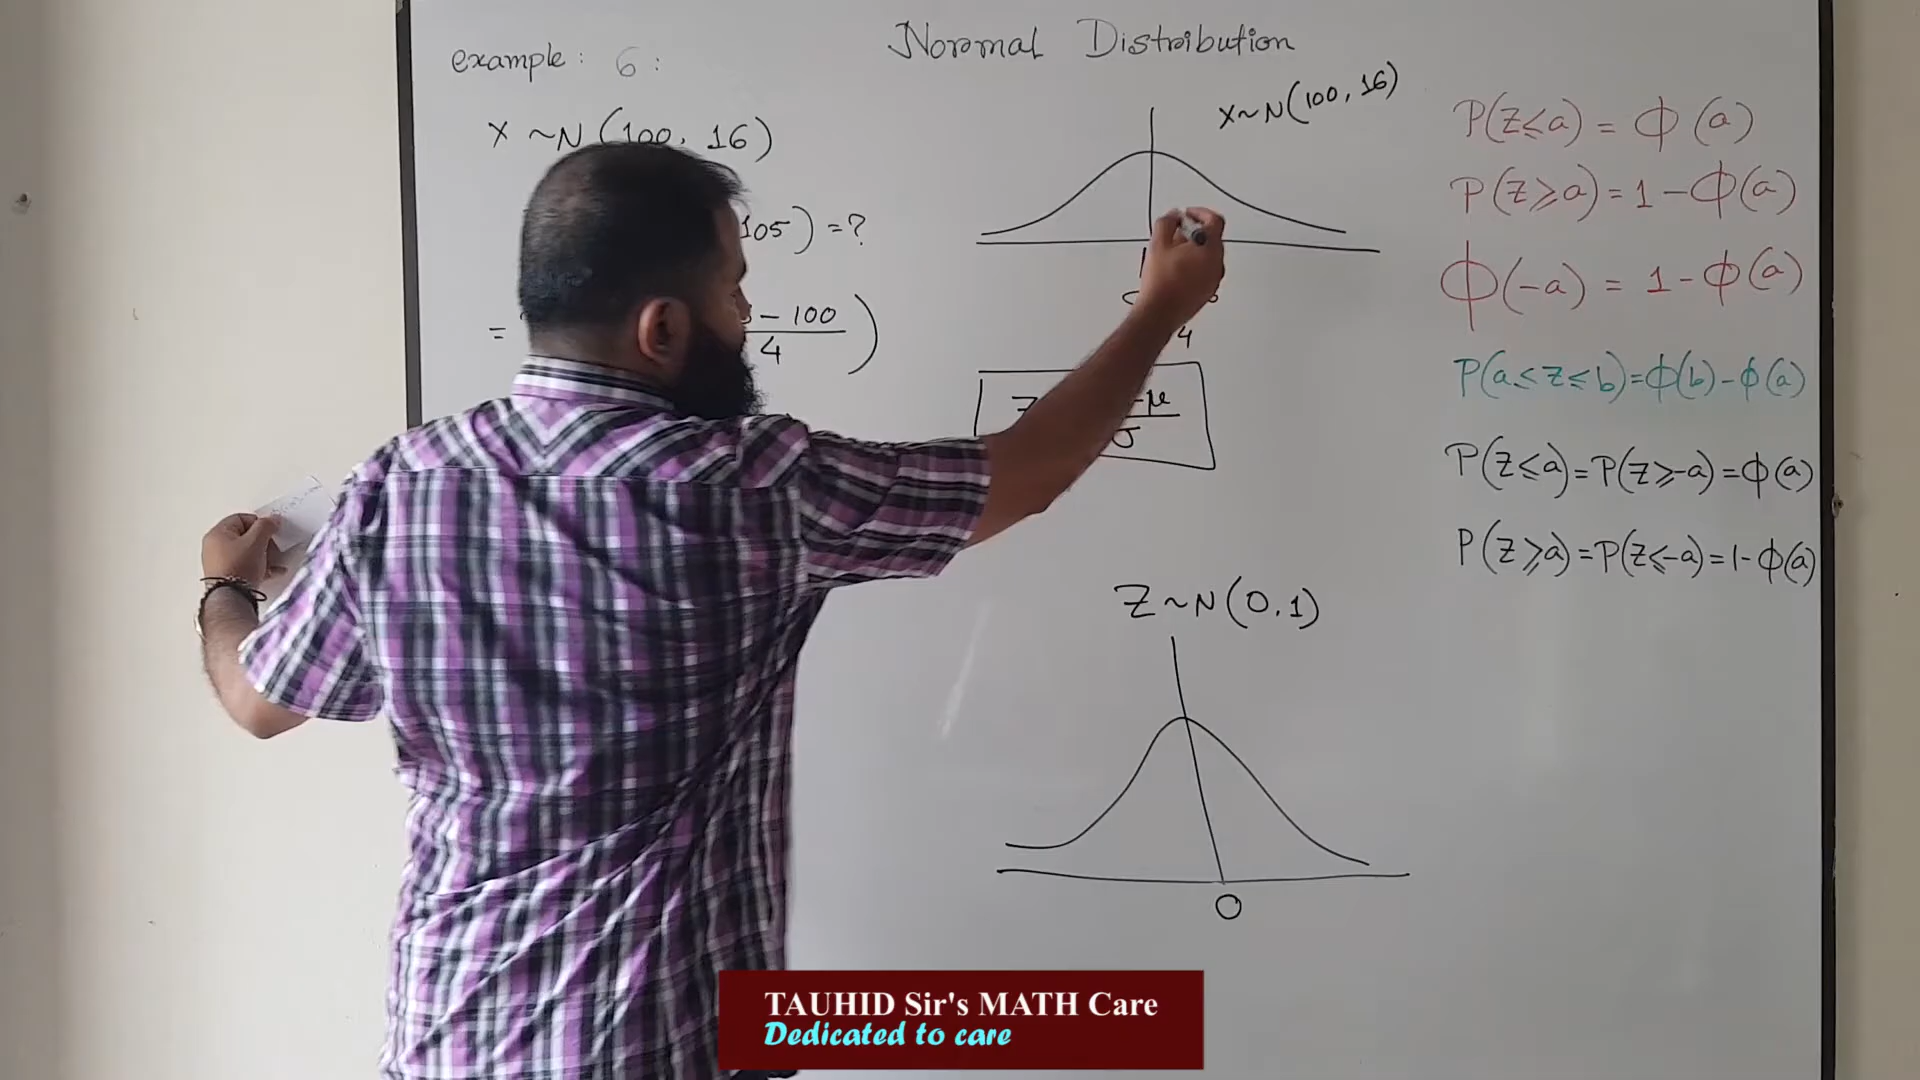 Normal Distribution
example: 6:
X ~N (100, 16)
105) = ?
=
- 100
4
)
X~N(100, 16)
4
Z
-μ
σ
Z~N(0,1)
0
P(Z≤a) = Φ (a)
P(Z≥a) = 1-Φ(a)
Φ(-a) = 1-Φ(a)
P(a≤Z≤b)=Φ(b)-Φ(a)
P(Z≤a)=P(Z≥-a)=Φ(a)
P(Z≥a)=P(Z≤-a)=1-Φ(a)
TAUHID Sir's MATH Care
Dedicated to care